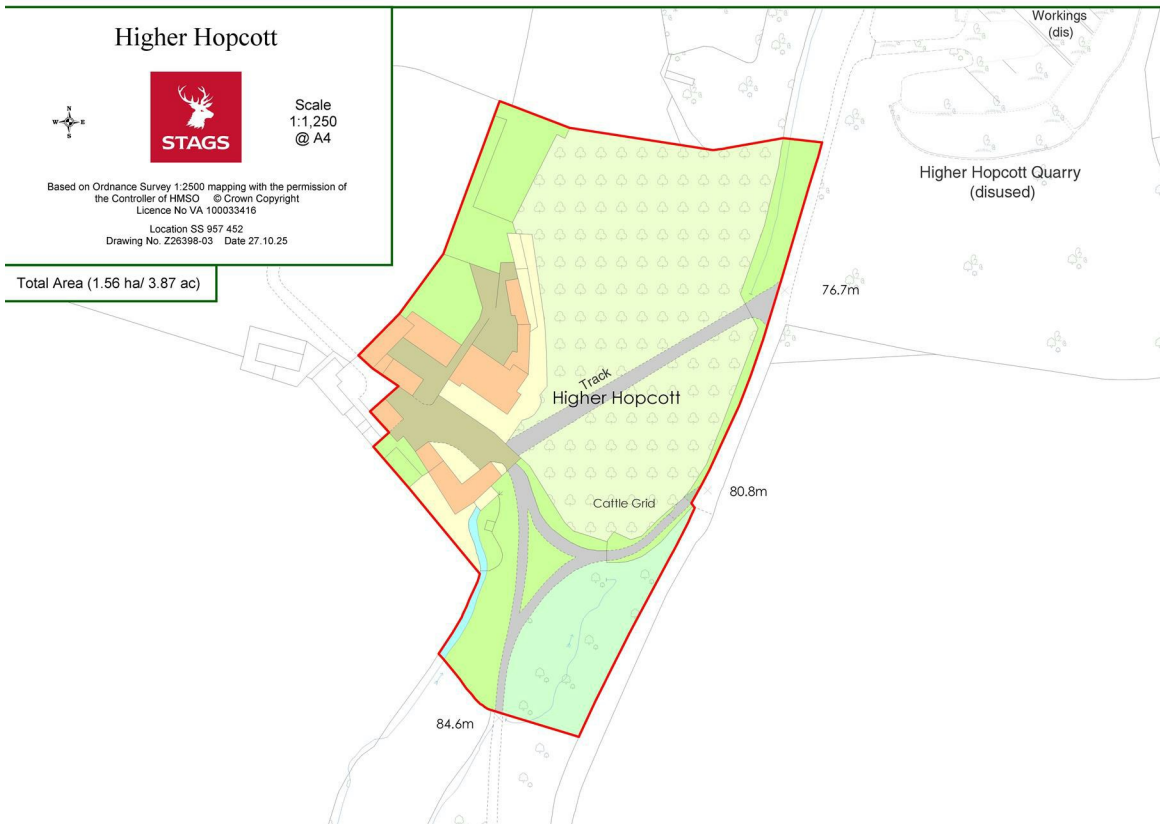 Higher Hopcott
N
W E
S
STAGS
Scale
1:1,250
@ A4
Based on Ordnance Survey 1:2500 mapping with the permission of
the Controller of HMSO © Crown Copyright
Licence No VA 100033416
Location SS 957 452
Drawing No. Z26398-03 Date 27.10.25
Total Area (1.56 ha/ 3.87 ac)
Workings
(dis)
Higher Hopcott Quarry
(disused)
76.7m
Track
Higher Hopcott
80.8m
Cattle Grid
84.6m